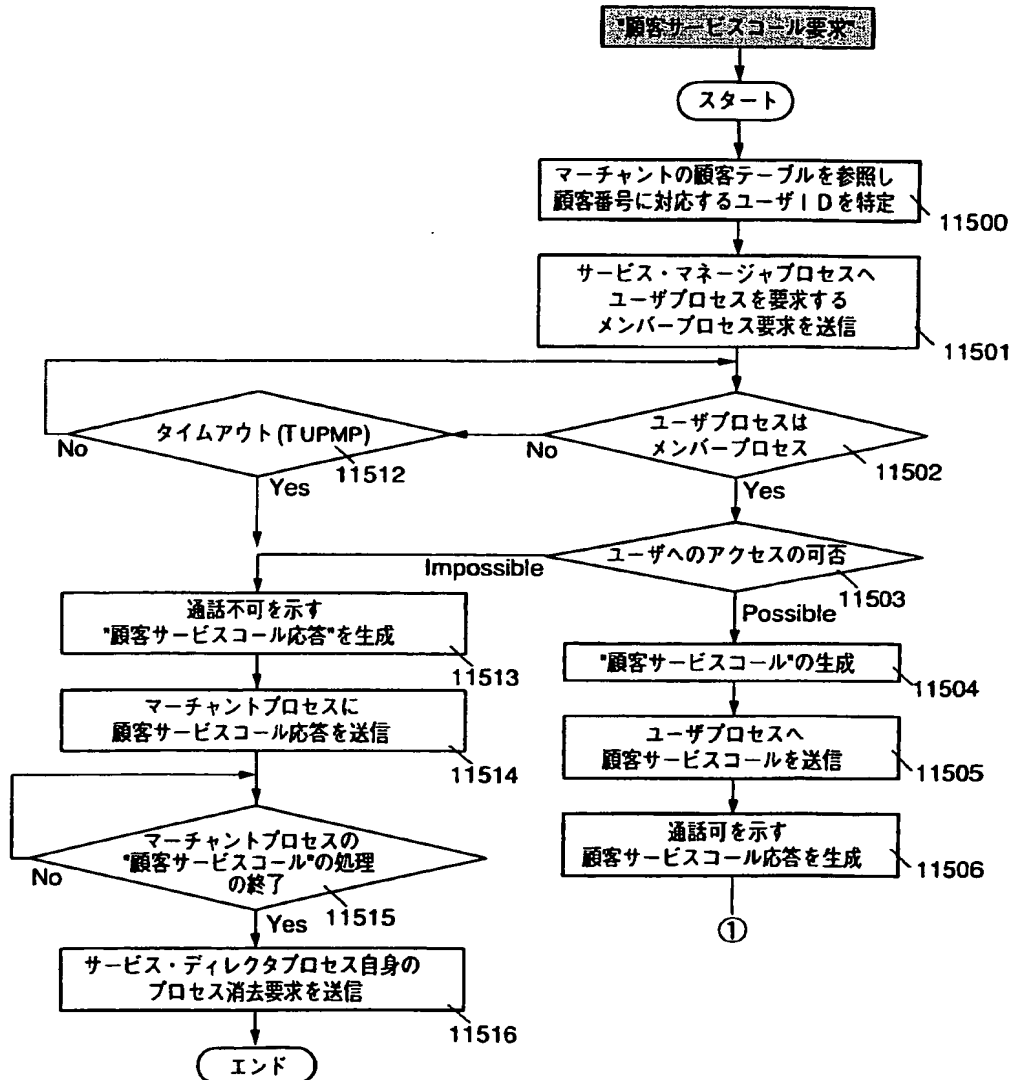 "顧客サービスコール要求"
スタート
マーチャントの顧客テーブルを参照し
顧客番号に対応するユーザIDを特定
11500
サービス・マネージャプロセスへ
ユーザプロセスを要求する
メンバープロセス要求を送信
11501
タイムアウト(TUPMP)
No
11512
Yes
ユーザプロセスは
メンバープロセス
No
11502
Yes
ユーザへのアクセスの可否
Impossible
11503
Possible
通話不可を示す
"顧客サービスコール応答"を生成
11513
"顧客サービスコール"の生成
11504
マーチャントプロセスに
顧客サービスコール応答を送信
11514
ユーザプロセスへ
顧客サービスコールを送信
11505
マーチャントプロセスの
"顧客サービスコール"の処理
の終了
No
11515
Yes
通話可を示す
顧客サービスコール応答を生成
11506
①
サービス・ディレクタプロセス自身の
プロセス消去要求を送信
11516
エンド